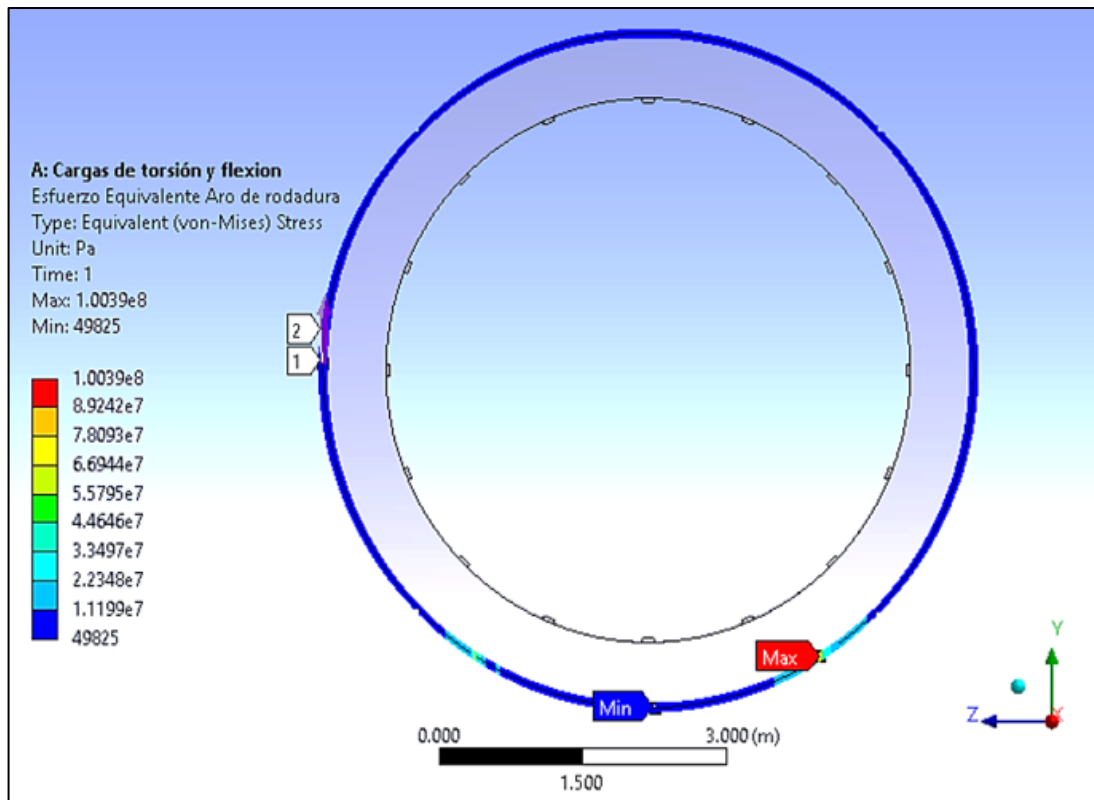 A: Cargas de torsión y flexion
Esfuerzo Equivalente Aro de rodadura
Type: Equivalent (von-Mises) Stress
Unit: Pa
Time: 1
Max: 1.0039e8
Min: 49825
2
1
1.0039e8
8.9242e7
7.8093e7
6.6944e7
5.5795e7
4.4646e7
3.3497e7
2.2348e7
1.1199e7
49825
Max
Min
0.000
3.000 (m)
1.500
Y
Z
X